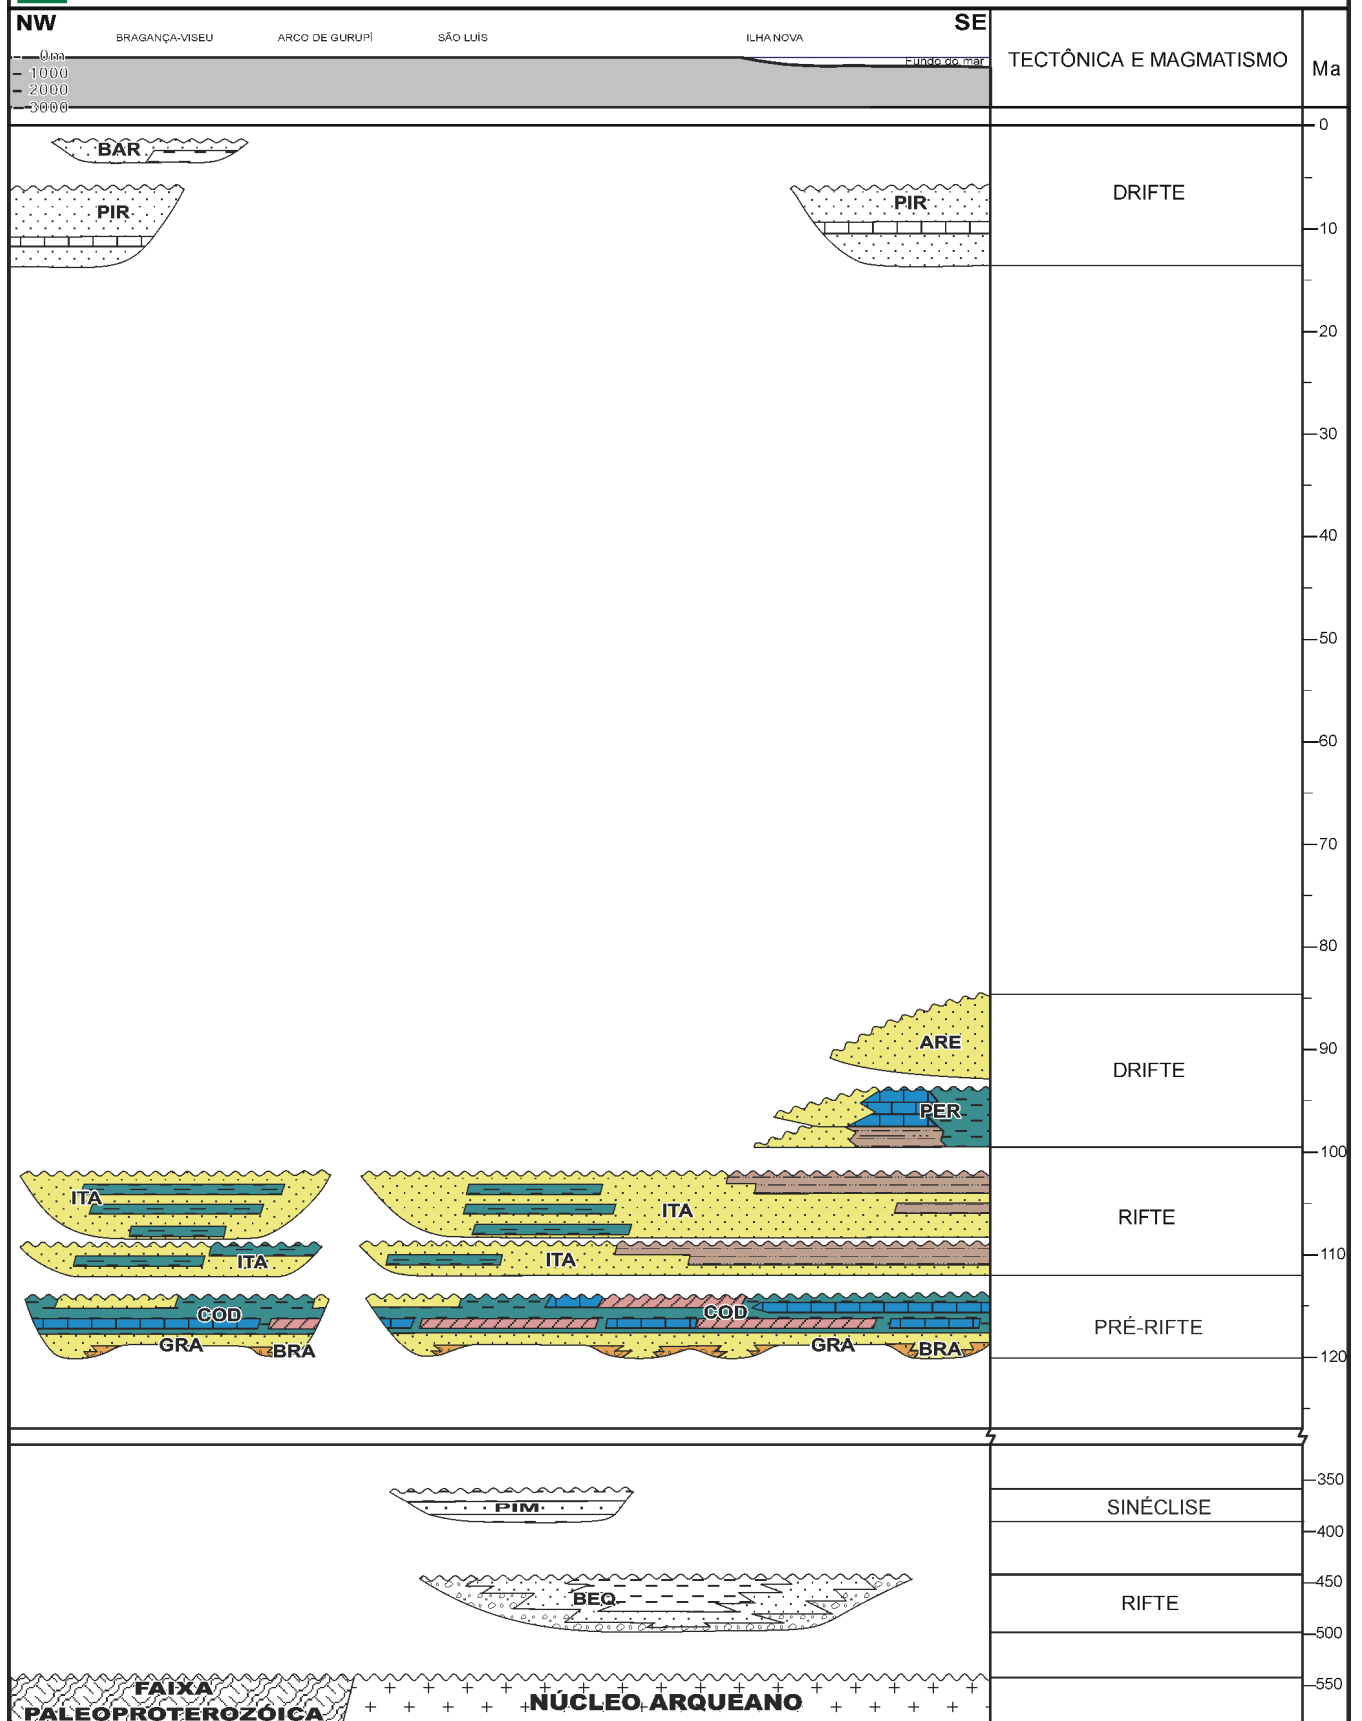 NW
SE
BRAGANÇA-VISEU
ARCO DE GURUPÍ
SÃO LUÍS
ILHA NOVA
TECTÔNICA E MAGMATISMO
Ma
Fundo do mar
0m
1000
2000
3000
0
BAR
PIR
PIR
DRIFTE
10
20
30
40
50
60
70
80
ARE
90
DRIFTE
PER
100
ITA
ITA
RIFTE
ITA
ITA
110
COD
COD
PRÉ-RIFTE
GRA
BRA
GRA
BRA
120
350
PIM
SINÉCLISE
400
450
BEQ
RIFTE
500
550
FAIXA
PALEOPROTEROZÓICA
NÚCLEO ARQUEANO